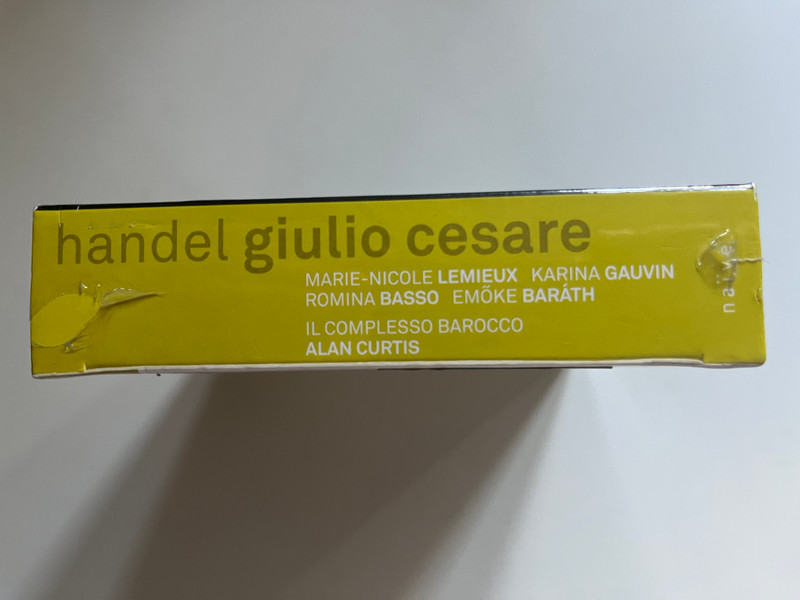 handel giulio cesare
MARIE-NICOLE LEMIEUX KARINA GAUVIN
ROMINA BASSO EMŐKE BARÁTH
IL COMPLESSO BAROCCO
ALAN CURTIS
naïve